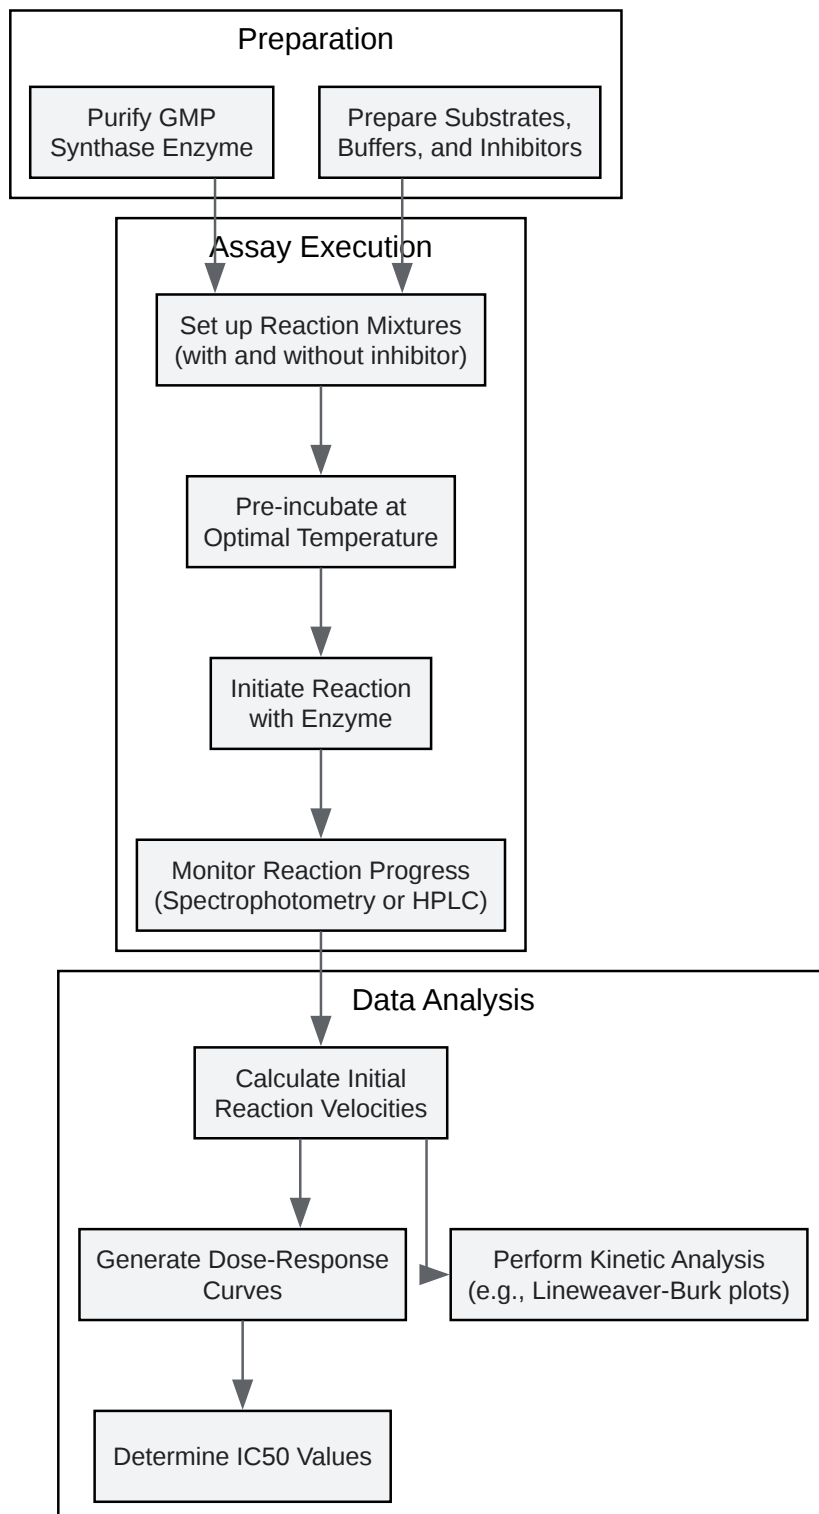 Preparation
Purify GMP
Synthase Enzyme
Prepare Substrates,
Buffers, and Inhibitors
Assay Execution
Set up Reaction Mixtures
(with and without inhibitor)
Pre-incubate at
Optimal Temperature
Initiate Reaction
with Enzyme
Monitor Reaction Progress
(Spectrophotometry or HPLC)
Data Analysis
Calculate Initial
Reaction Velocities
Generate Dose-Response
Curves
Perform Kinetic Analysis
(e.g., Lineweaver-Burk plots)
Determine IC50 Values